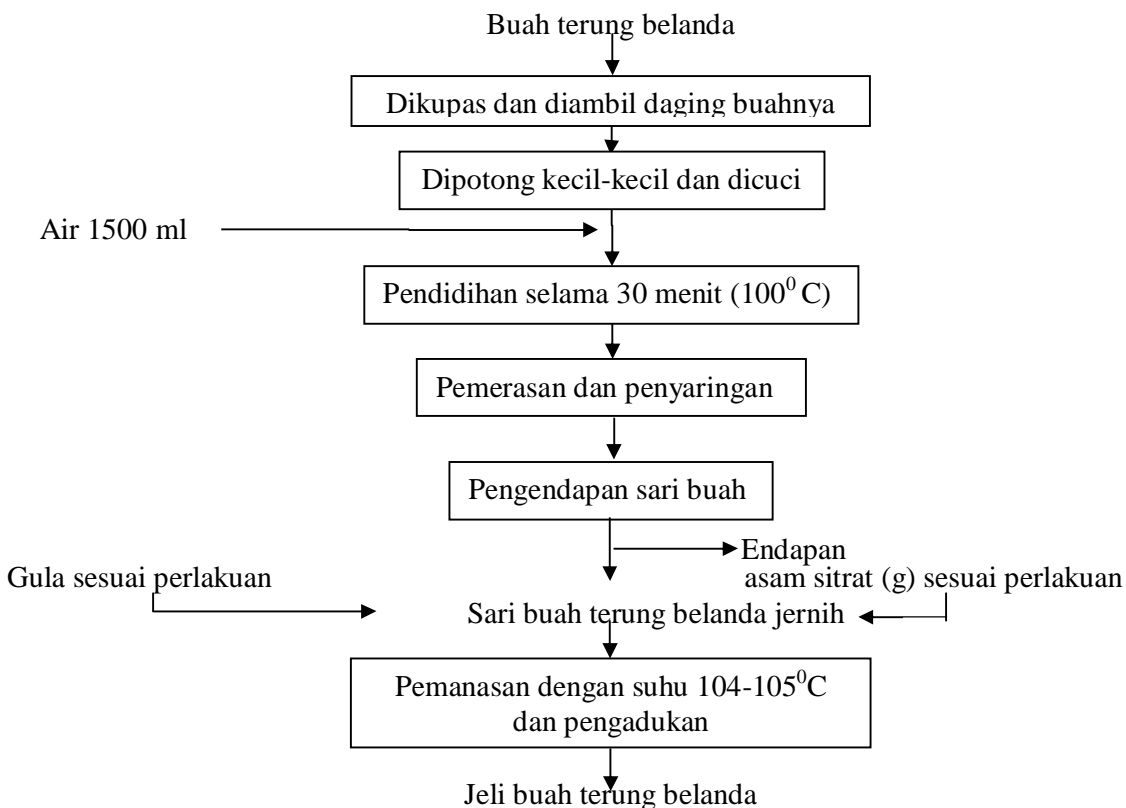 Buah terung belanda
Dikupas dan diambil daging buahnya
Dipotong kecil-kecil dan dicuci
Air 1500 ml
Pendidihan selama 30 menit (100⁰ C)
Pemerasan dan penyaringan
Pengendapan sari buah
Endapan
Gula sesuai perlakuan
asam sitrat (g) sesuai perlakuan
Sari buah terung belanda jernih
Pemanasan dengan suhu 104-105⁰C
dan pengadukan
Jeli buah terung belanda